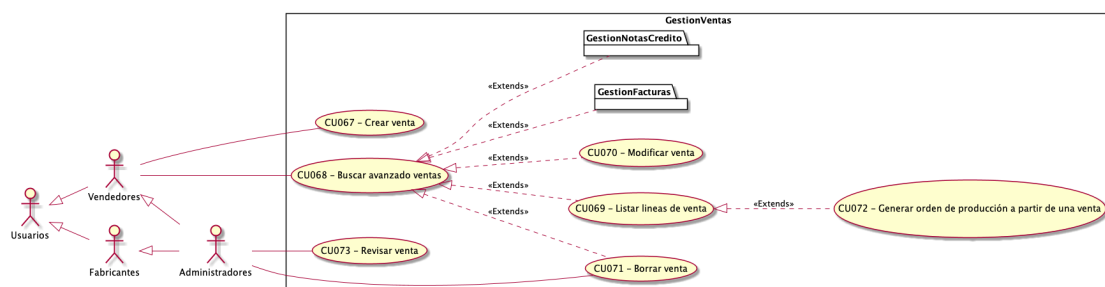 GestionVentas
GestionNotasCredito
«Extends»
GestionFacturas
CU067 – Crear venta
«Extends»
CU070 – Modificar venta
«Extends»
CU068 – Buscar avanzado ventas
Vendedores
«Extends»
CU069 – Listar lineas de venta
«Extends»
CU072 – Generar orden de producción a partir de una venta
«Extends»
Usuarios
CU073 – Revisar venta
Fabricantes
Administradores
CU071 – Borrar venta